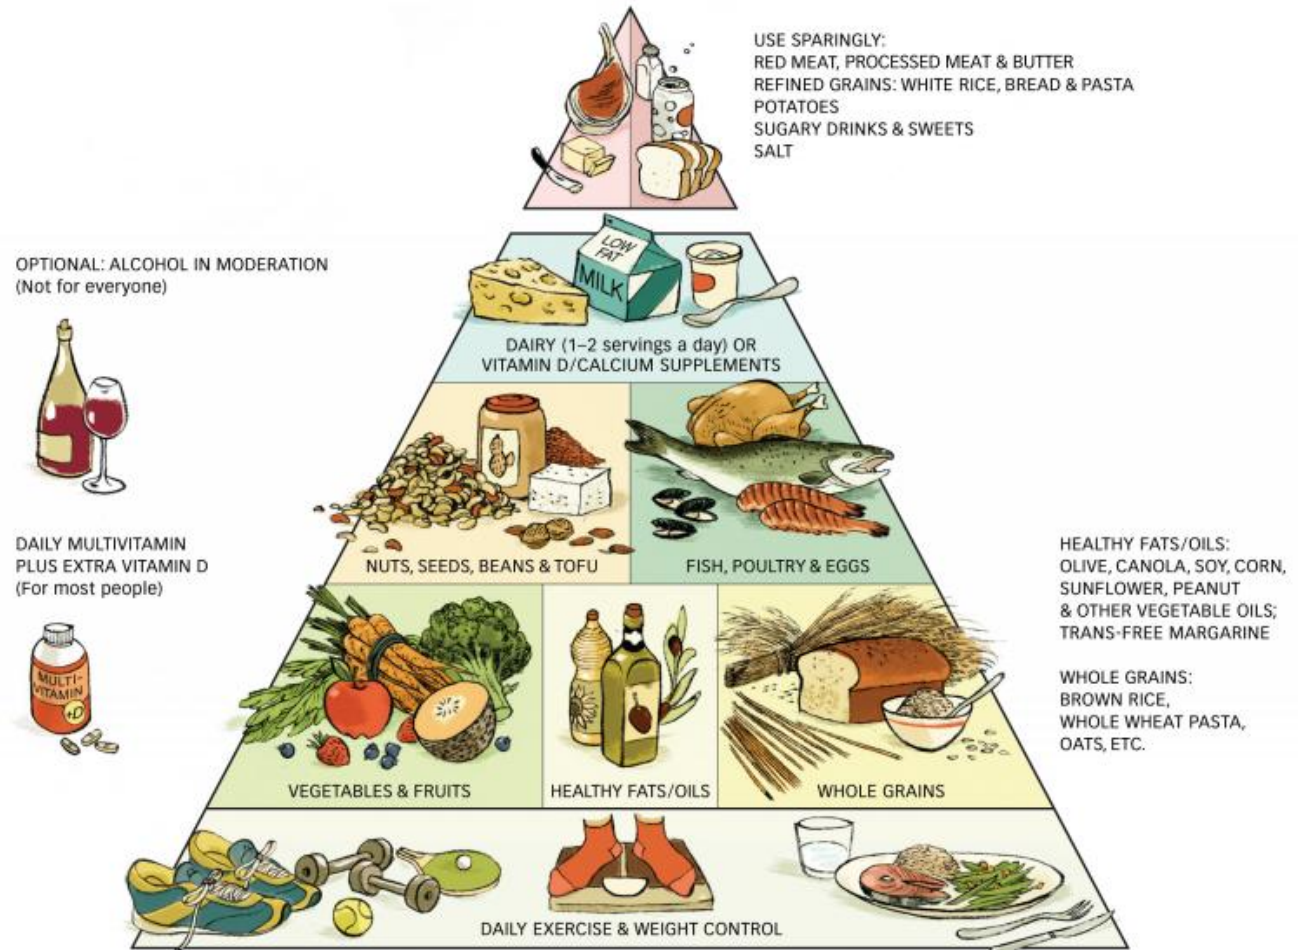 USE SPARINGLY:
RED MEAT, PROCESSED MEAT & BUTTER
REFINED GRAINS: WHITE RICE, BREAD & PASTA
POTATOES
SUGARY DRINKS & SWEETS
SALT
OPTIONAL: ALCOHOL IN MODERATION
(Not for everyone)
LOW
FAT
MILK
DAIRY (1–2 servings a day) OR
VITAMIN D/CALCIUM SUPPLEMENTS
NUTS, SEEDS, BEANS & TOFU
FISH, POULTRY & EGGS
DAILY MULTIVITAMIN
PLUS EXTRA VITAMIN D
(For most people)
MULTI-
VITAMIN
+D
HEALTHY FATS/OILS:
OLIVE, CANOLA, SOY, CORN,
SUNFLOWER, PEANUT
& OTHER VEGETABLE OILS;
TRANS-FREE MARGARINE
WHOLE GRAINS:
BROWN RICE,
WHOLE WHEAT PASTA,
OATS, ETC.
VEGETABLES & FRUITS
HEALTHY FATS/OILS
WHOLE GRAINS
DAILY EXERCISE & WEIGHT CONTROL